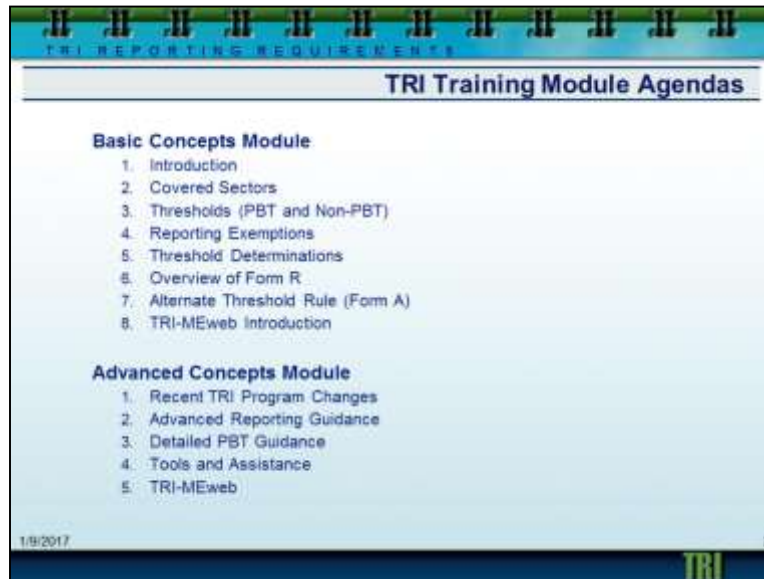 TRI REPORTING REQUIREMENTS
TRI Training Module Agendas
Basic Concepts Module
1. Introduction
2. Covered Sectors
3. Thresholds (PBT and Non-PBT)
4. Reporting Exemptions
5. Threshold Determinations
6. Overview of Form R
7. Alternate Threshold Rule (Form A)
8. TRI-MEweb Introduction
Advanced Concepts Module
1. Recent TRI Program Changes
2. Advanced Reporting Guidance
3. Detailed PBT Guidance
4. Tools and Assistance
5. TRI-MEweb
1/9/2017
TRI